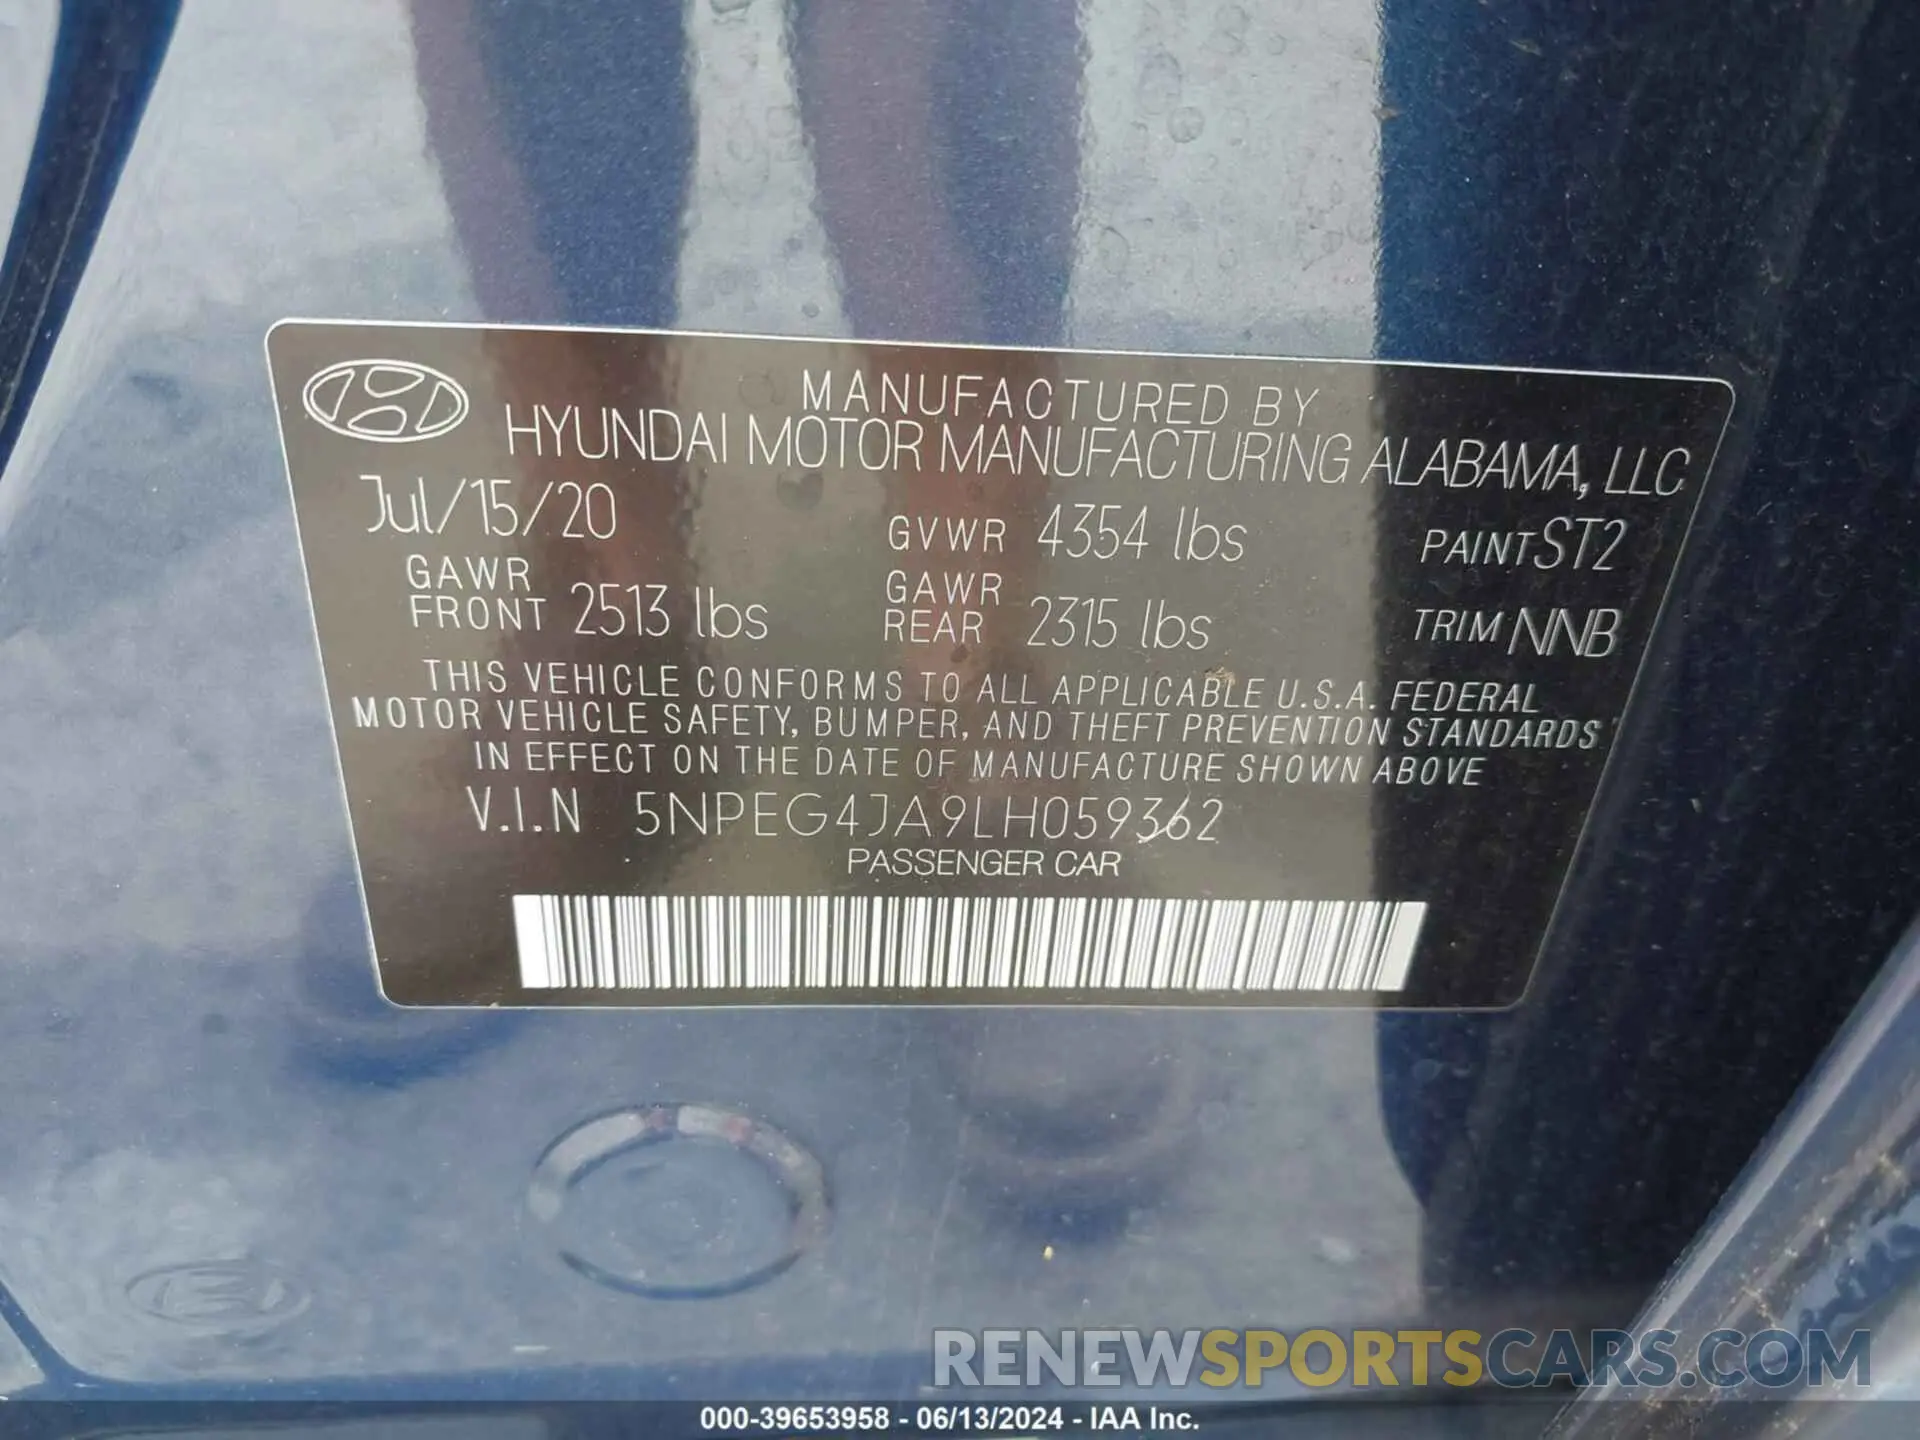 MANUFACTURED BY
HYUNDAI MOTOR MANUFACTURING ALABAMA, LLC
Jul/15/20 GVWR 4354 lbs PAINT ST2
GAWR FRONT 2513 lbs GAWR REAR 2315 lbs TRIM NNB
THIS VEHICLE CONFORMS TO ALL APPLICABLE U.S.A. FEDERAL
MOTOR VEHICLE SAFETY, BUMPER, AND THEFT PREVENTION STANDARDS
IN EFFECT ON THE DATE OF MANUFACTURE SHOWN ABOVE
V.I.N 5NPEG4JA9LH059362
PASSENGER CAR
RENEWSPORTSCARS.COM
000-39653958 - 06/13/2024 - IAA Inc.